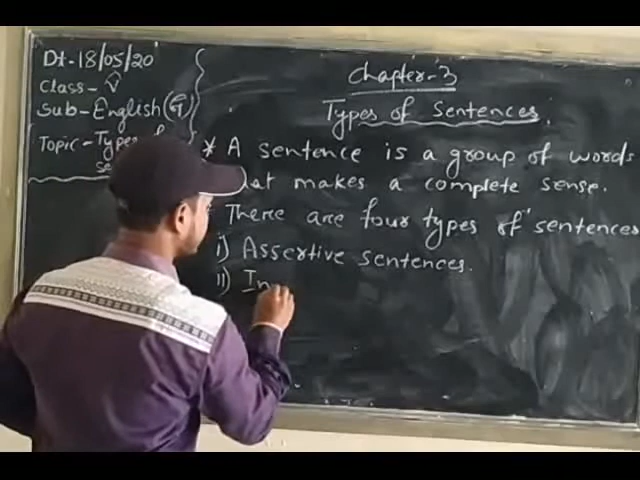 Dt-18/05/20
Class- V
Sub-English (G)
Topic-Types
Chapter-3
Types of Sentences.
* A sentence is a group of words
makes a complete sense.
There are four types of sentences
i) Assertive sentences.
ii) In